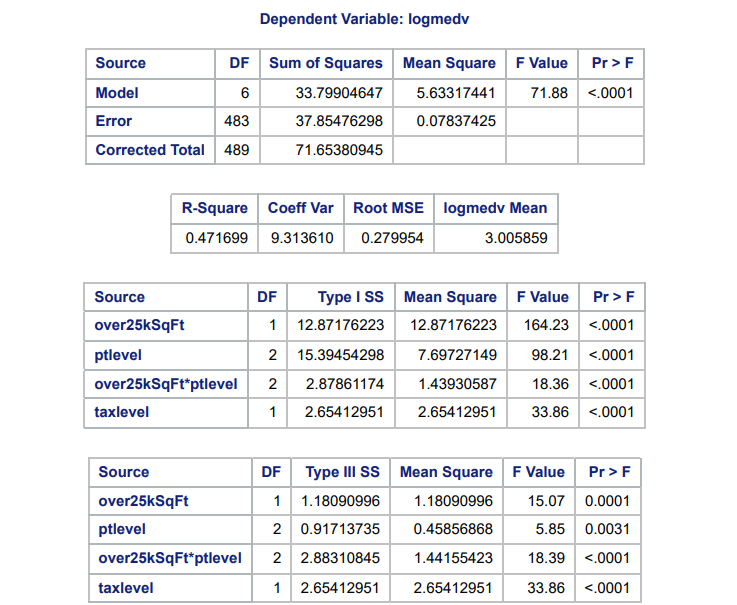 Dependent Variable: logmedv
Source DF Sum of Squares Mean Square F Value Pr > F
Model 6 33.79904647 5.63317441 71.88 <.0001
Error 483 37.85476298 0.07837425
Corrected Total 489 71.65380945
R-Square Coeff Var Root MSE logmedv Mean
0.471699 9.313610 0.279954 3.005859
Source DF Type I SS Mean Square F Value Pr > F
over25kSqFt 1 12.87176223 12.87176223 164.23 <.0001
ptlevel 2 15.39454298 7.69727149 98.21 <.0001
over25kSqFt*ptlevel 2 2.87861174 1.43930587 18.36 <.0001
taxlevel 1 2.65412951 2.65412951 33.86 <.0001
Source DF Type III SS Mean Square F Value Pr > F
over25kSqFt 1 1.18090996 1.18090996 15.07 0.0001
ptlevel 2 0.91713735 0.45856868 5.85 0.0031
over25kSqFt*ptlevel 2 2.88310845 1.44155423 18.39 <.0001
taxlevel 1 2.65412951 2.65412951 33.86 <.0001